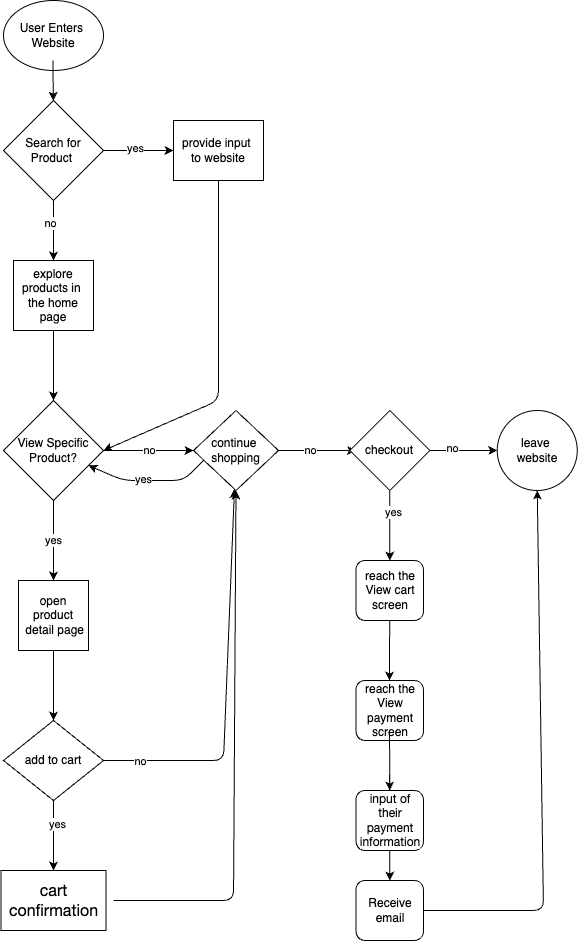 User Enters
Website
Search for
Product
yes
provide input
to website
no
explore
products in
the home
page
View Specific
Product?
no
continue
shopping
no
checkout
no
leave
website
yes
yes
yes
open
product
detail page
reach the
View cart
screen
reach the
View
payment
screen
add to cart
no
yes
input of
their
payment
information
cart
confirmation
Receive
email